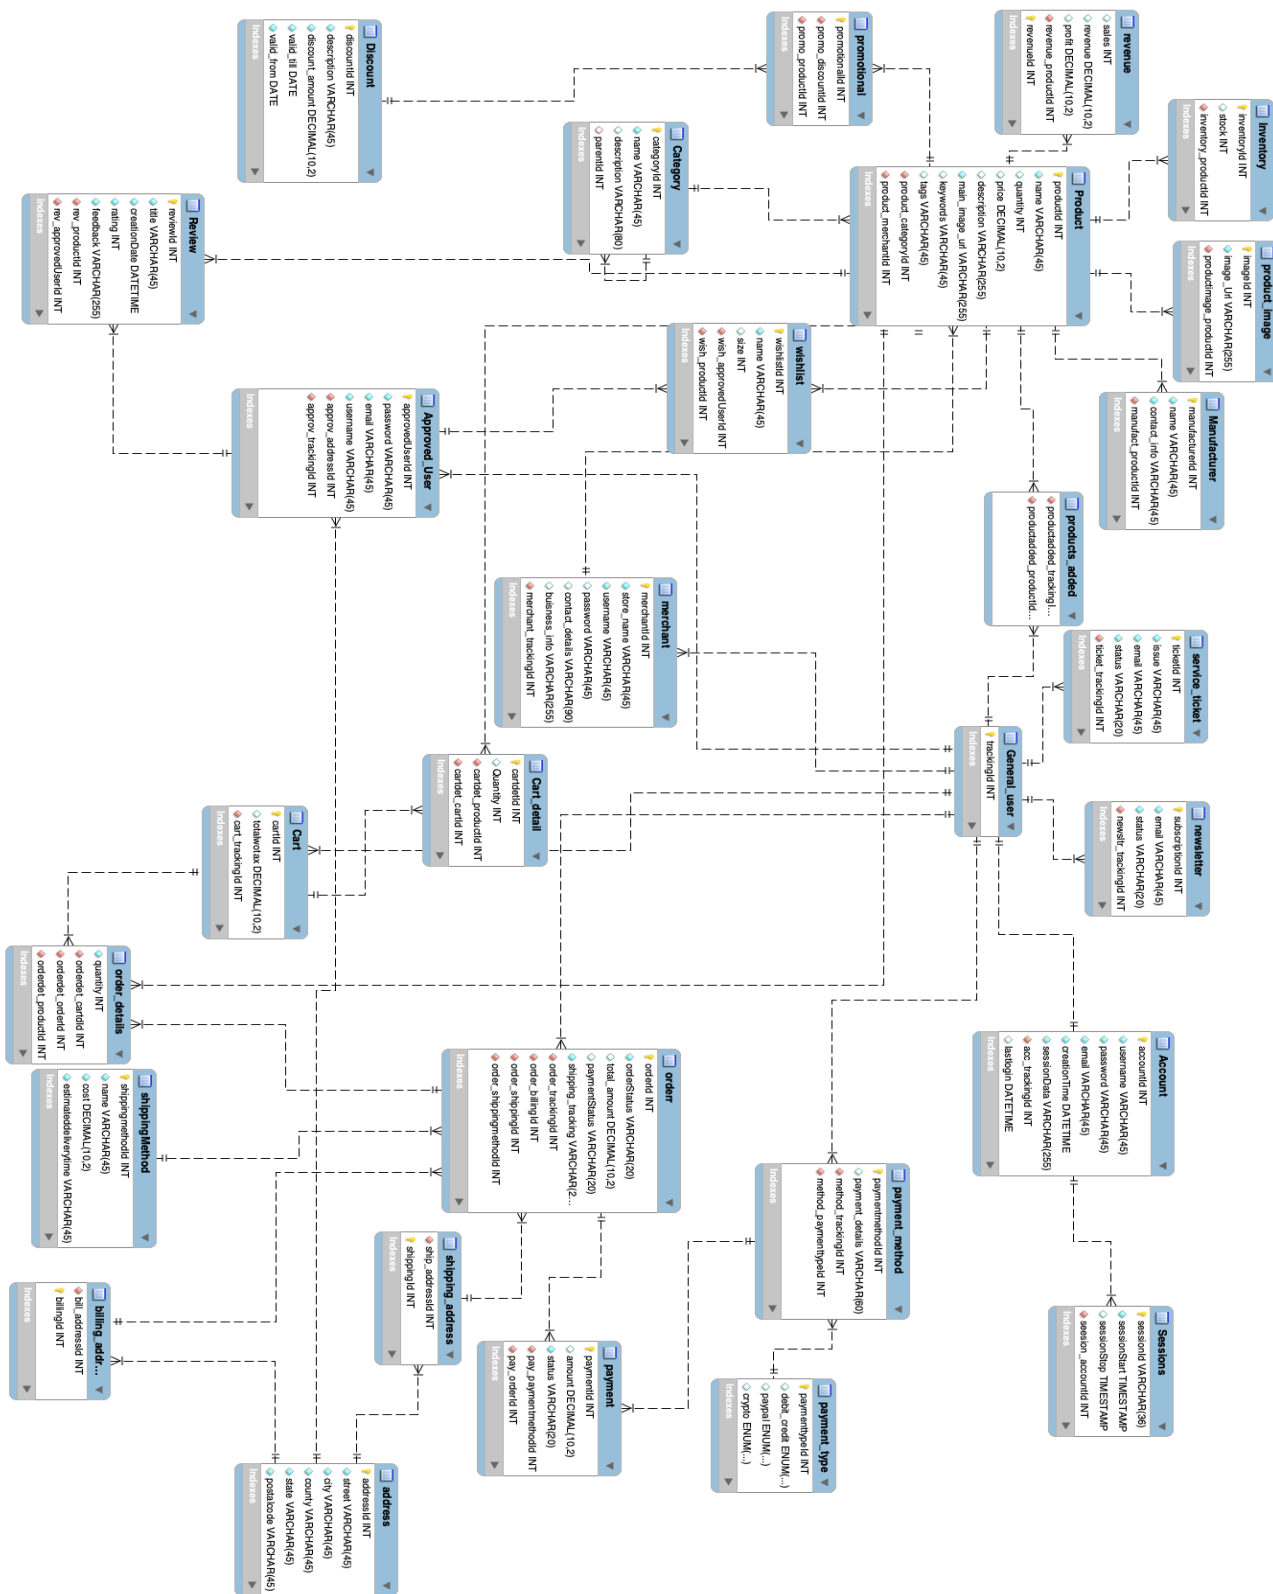 Inventory
inventoryId INT
stock INT
inventory_productId INT
Indexes
product_image
imageId INT
image_Url VARCHAR(255)
productimage_productId INT
Indexes
Manufacturer
manufacturerId INT
name VARCHAR(45)
contact_info VARCHAR(45)
manufact_productId INT
Indexes
service_ticket
ticketId INT
issue VARCHAR(45)
email VARCHAR(45)
status VARCHAR(20)
ticket_trackingId INT
Indexes
newsletter
subscriptionId INT
email VARCHAR(45)
status VARCHAR(20)
newsltr_trackingId INT
Indexes
Account
accountId INT
username VARCHAR(45)
password VARCHAR(45)
email VARCHAR(45)
creationTime DATETIME
sessionData VARCHAR(255)
acc_trackingId INT
lastlogin DATETIME
Indexes
Sessions
sessionId VARCHAR(36)
sessionStart TIMESTAMP
sessionStop TIMESTAMP
seesion_accountId INT
Indexes
revenue
sales INT
revenue DECIMAL(10,2)
profit DECIMAL(10,2)
revenue_productId INT
revenueId INT
Indexes
Product
productId INT
name VARCHAR(45)
quantity INT
price DECIMAL(10,2)
description VARCHAR(255)
main_image_url VARCHAR(255)
keywords VARCHAR(45)
tags VARCHAR(45)
product_categoryId INT
product_merchantId INT
Indexes
products_added
productadded_trackingI...
productadded_productId...
Indexes
General_user
trackingId INT
Indexes
payment_method
paymentmethodId INT
payment_details VARCHAR(60)
method_trackingId INT
method_paymenttypeId INT
Indexes
payment_type
paymenttypeId INT
debit_credit ENUM(...)
paypal ENUM(...)
crypto ENUM(...)
Indexes
promotional
promotionalId INT
promo_discountId INT
promo_productId INT
Indexes
wishlist
wishlistId INT
name VARCHAR(45)
size INT
wish_approvedUserId INT
wish_productId INT
Indexes
Category
categoryId INT
name VARCHAR(45)
description VARCHAR(80)
parentId INT
Indexes
merchant
merchantId INT
store_name VARCHAR(45)
username VARCHAR(45)
password VARCHAR(45)
contact_details VARCHAR(90)
buisness_info VARCHAR(255)
merchant_trackingId INT
Indexes
orderr
orderId INT
orderStatus VARCHAR(20)
total_amount DECIMAL(10,2)
paymentStatus VARCHAR(20)
shipping_tracking VARCHAR(2...
order_trackingId INT
order_billingId INT
order_shippingId INT
order_shippingmethodId INT
Indexes
payment
paymentId INT
amount DECIMAL(10,2)
status VARCHAR(20)
pay_paymentmethodId INT
pay_orderId INT
Indexes
Cart_detail
cartdetId INT
Quantity INT
cartdet_productId INT
cartdet_cartId INT
Indexes
shipping_address
ship_addressId INT
shippingId INT
Indexes
Discount
discountId INT
description VARCHAR(45)
discount_amount DECIMAL(10,2)
valid_till DATE
valid_from DATE
Indexes
Approved_User
approvedUserId INT
password VARCHAR(45)
email VARCHAR(45)
username VARCHAR(45)
approv_addressId INT
approv_trackingId INT
Indexes
address
addressId INT
street VARCHAR(45)
city VARCHAR(45)
county VARCHAR(45)
state VARCHAR(45)
postalcode VARCHAR(45)
Indexes
Cart
cartId INT
totalwotax DECIMAL(10,2)
cart_trackingId INT
Indexes
Review
reviewId INT
title VARCHAR(45)
creationDate DATETIME
rating INT
feedback VARCHAR(255)
rev_productId INT
rev_approvedUserId INT
Indexes
order_details
quantity INT
orderdet_cartdId INT
orderdet_orderId INT
orderdet_productId INT
Indexes
shippingMethod
shippingmethodId INT
name VARCHAR(45)
cost DECIMAL(10,2)
estimateddeliverytime VARCHAR(45)
Indexes
billing_addr...
bill_addressId INT
billingId INT
Indexes